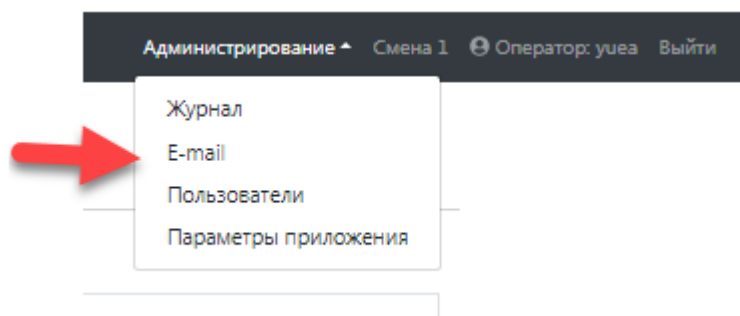 Администрирование Смена 1 Оператор: yuea Выйти
Журнал
E-mail
Пользователи
Параметры приложения